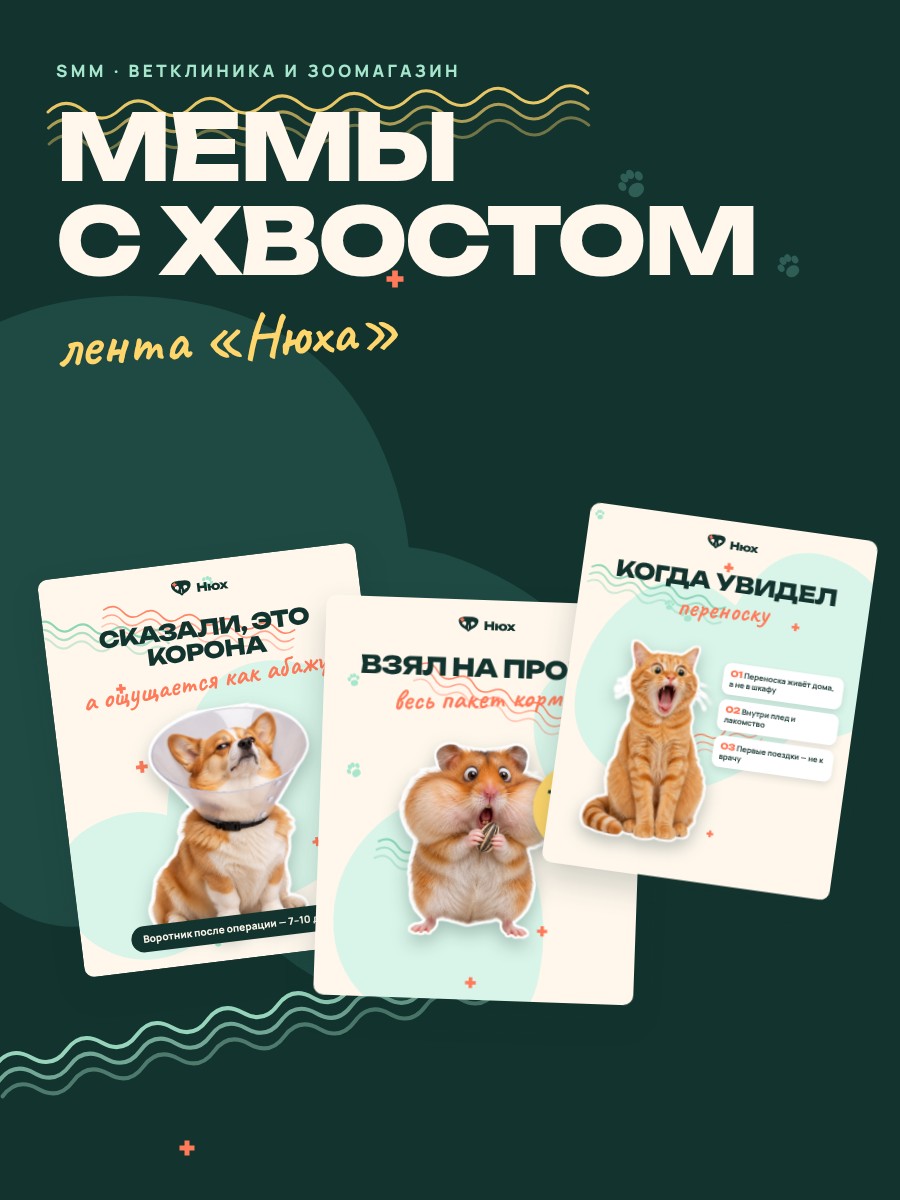 SMM · ВЕТКЛИНИКА И ЗООМАГАЗИН
МЕМЫ
С ХВОСТОМ
лента «Нюха»
Нюх
СКАЗАЛИ, ЭТО
КОРОНА
а ощущается как абажу
Воротник после операции — 7–10
Нюх
ВЗЯЛ НА ПРО
весь пакет корм
Нюх
КОГДА УВИДЕЛ
переноску
01 Переноска живёт дома,
а не в шкафу
02 Внутри плед и
лакомство
03 Первые поездки — не к
врачу